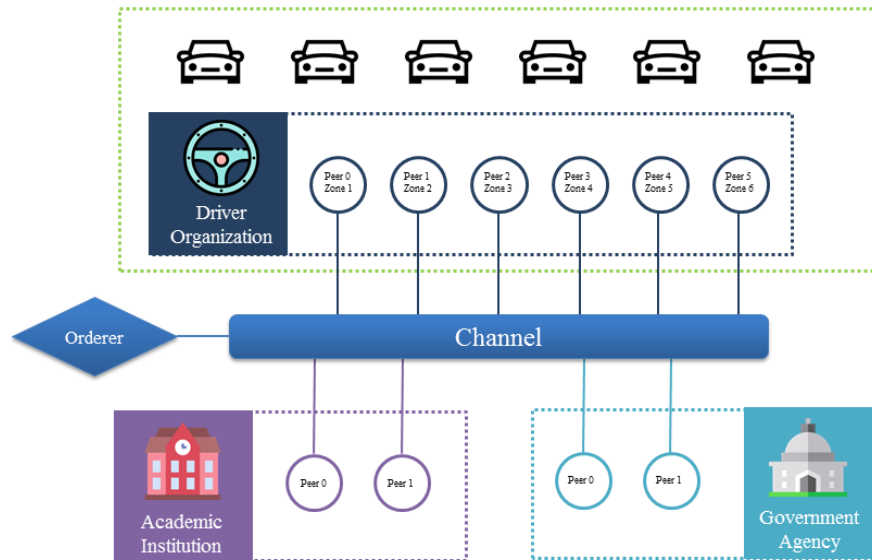 Peer 0
Zone 1
Peer 1
Zone 2
Peer 2
Zone 3
Peer 3
Zone 4
Peer 4
Zone 5
Peer 5
Zone 6
Driver
Organization
Orderer
Channel
Peer 0
Peer 1
Academic
Institution
Peer 0
Peer 1
Government
Agency